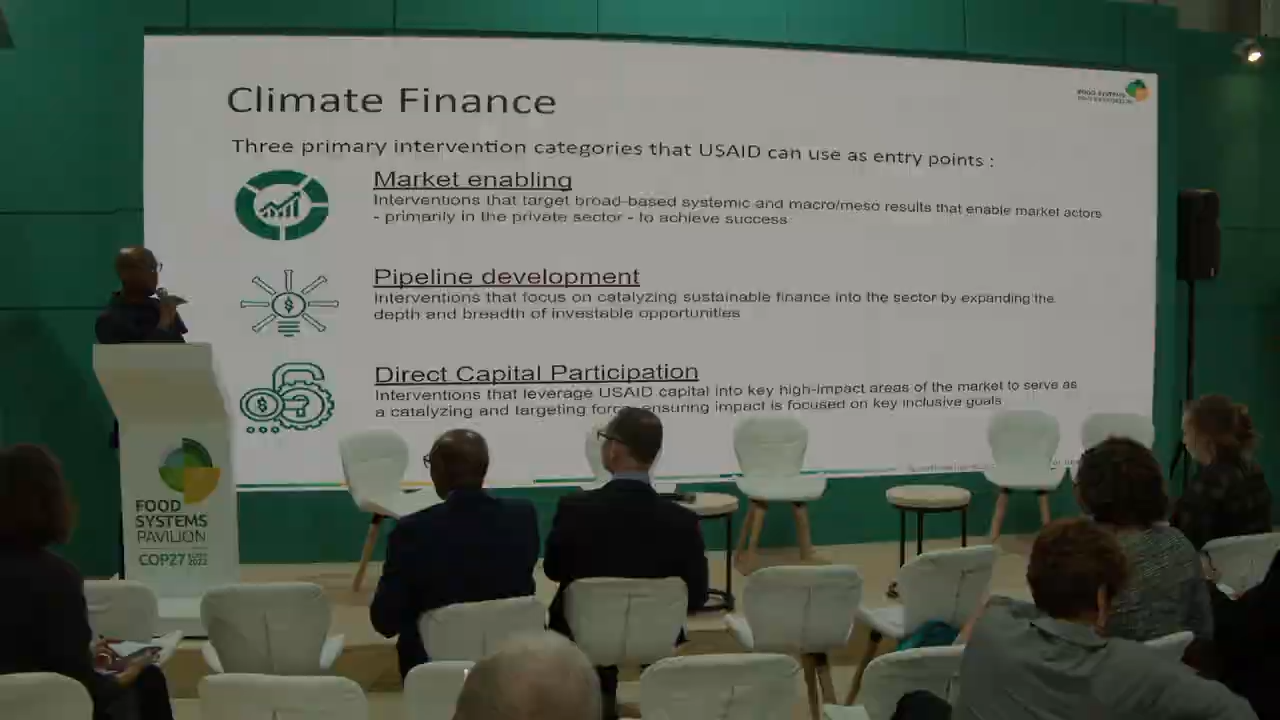 Climate Finance
FOOD SYSTEMS
Three primary intervention categories that USAID can use as entry points :
Market enabling
Interventions that target broad-based systemic and macro/meso results that enable market actors
- primarily in the private sector - to achieve success
Pipeline development
Interventions that focus on catalyzing sustainable finance into the sector by expanding the
depth and breadth of investable opportunities
Direct Capital Participation
Interventions that leverage USAID capital into key high-impact areas of the market to serve as
a catalyzing and targeting ensuring impact is focused on key inclusive goals
FOOD
SYSTEMS
PAVILION
COP27
2022